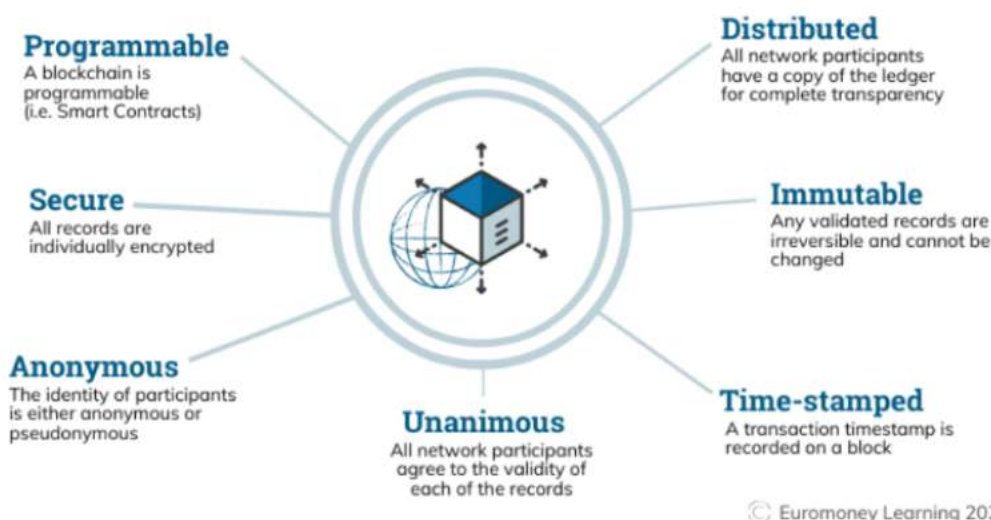 Programmable
A blockchain is
programmable
(i.e. Smart Contracts)
Distributed
All network participants
have a copy of the ledger
for complete transparency
Secure
All records are
individually encrypted
Immutable
Any validated records are
irreversible and cannot be
changed
Anonymous
The identity of participants
is either anonymous or
pseudonymous
Unanimous
All network participants
agree to the validity of
each of the records
Time-stamped
A transaction timestamp is
recorded on a block
© Euromoney Learning